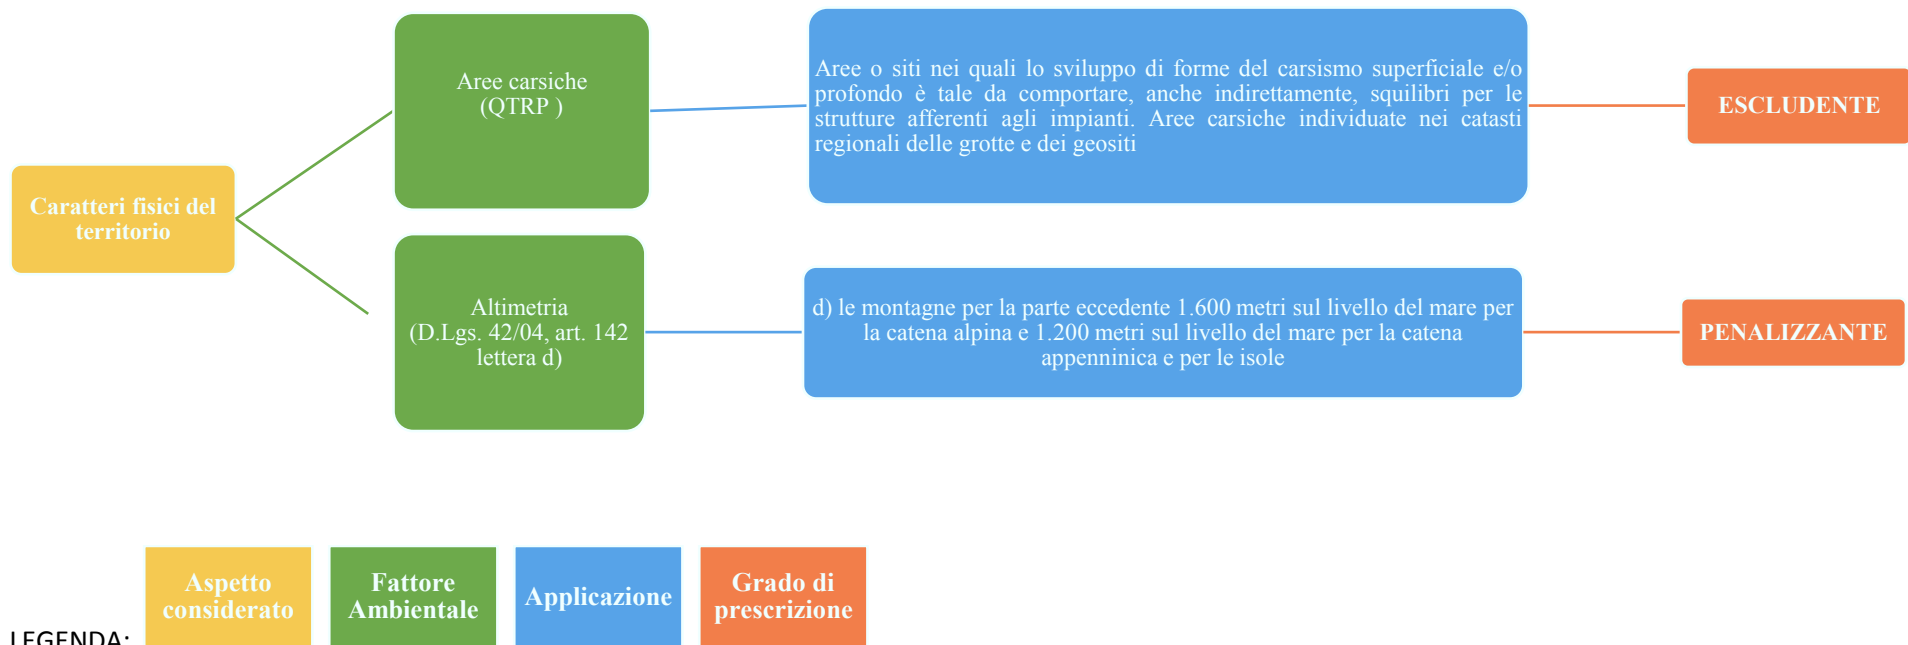 Aree carsiche
(QTRP )
Aree o siti nei quali lo sviluppo di forme del carsismo superficiale e/o
profondo è tale da comportare, anche indirettamente, squilibri per le
strutture afferenti agli impianti. Aree carsiche individuate nei catasti
regionali delle grotte e dei geositi
ESCLUDENTE
Caratteri fisici del
territorio
Altimetria
(D.Lgs. 42/04, art. 142
lettera d)
d) le montagne per la parte eccedente 1.600 metri sul livello del mare per
la catena alpina e 1.200 metri sul livello del mare per la catena
appenninica e per le isole
PENALIZZANTE
LEGENDA:
Aspetto
considerato
Fattore
Ambientale
Applicazione
Grado di
prescrizione